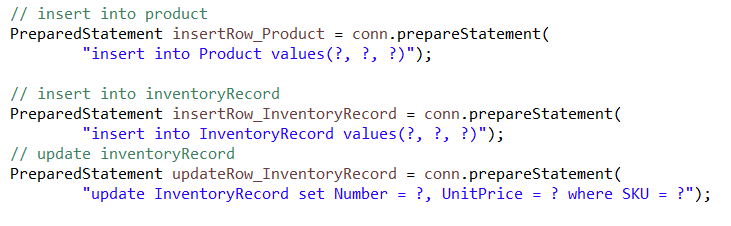 // insert into product
PreparedStatement insertRow_Product = conn.prepareStatement(
"insert into Product values(?, ?, ?)");
// insert into inventoryRecord
PreparedStatement insertRow_InventoryRecord = conn.prepareStatement(
"insert into InventoryRecord values(?, ?, ?)");
// update inventoryRecord
PreparedStatement updateRow_InventoryRecord = conn.prepareStatement(
"update InventoryRecord set Number = ?, UnitPrice = ? where SKU = ?");